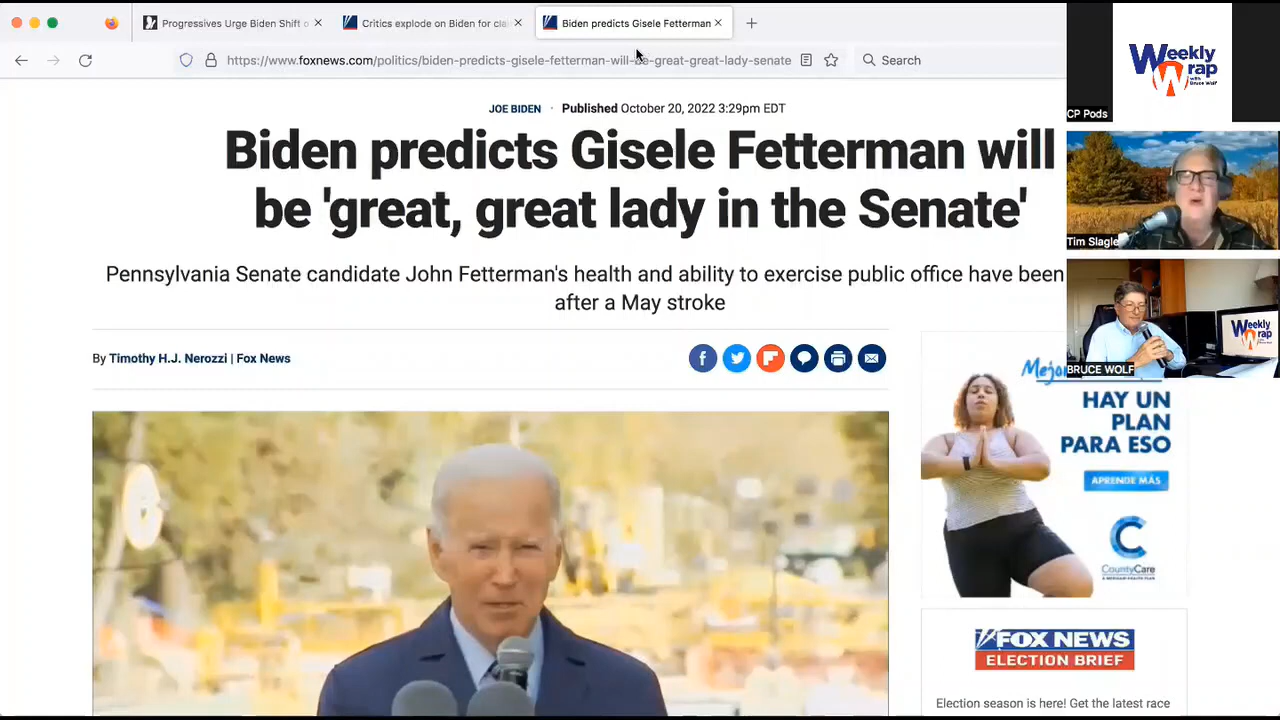 Progressives Urge Biden Shift o
Critics explode on Biden for cla
Biden predicts Gisele Fetterman
https://www.foxnews.com/politics/biden-predicts-gisele-fetterman-will-be-great-great-lady-senate
Search
JOE BIDEN · Published October 20, 2022 3:29pm EDT
Biden predicts Gisele Fetterman will
be 'great, great lady in the Senate'
Pennsylvania Senate candidate John Fetterman's health and ability to exercise public office have been
after a May stroke
By Timothy H.J. Nerozzi | Fox News
Weekly
Wrap
with Bruce Wolf
CP Pods
Tim Slagle
Weekly
Wrap
BRUCE WOLF
HAY UN
PLAN
PARA ESO
APRENDE MÁS
CountyCare
FOX NEWS
ELECTION BRIEF
Election season is here! Get the latest race